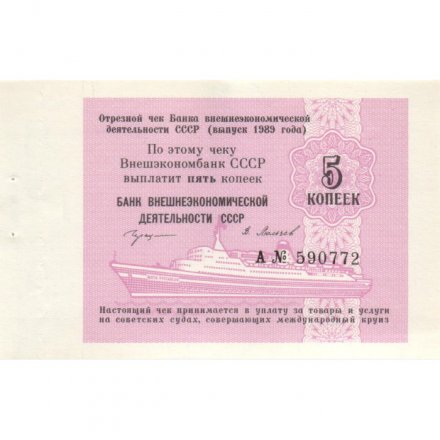 Отрезной чек Банка внешнеэкономической
деятельности СССР (выпуск 1989 года)
По этому чеку
Внешэкономбанк СССР
выплатит пять копеек
5
КОПЕЕК
БАНК ВНЕШНЕЭКОНОМИЧЕСКОЙ
ДЕЯТЕЛЬНОСТИ СССР
А № 590772
Настоящий чек принимается в уплату за товары и услуги
на советских судах, совершающих международный круиз